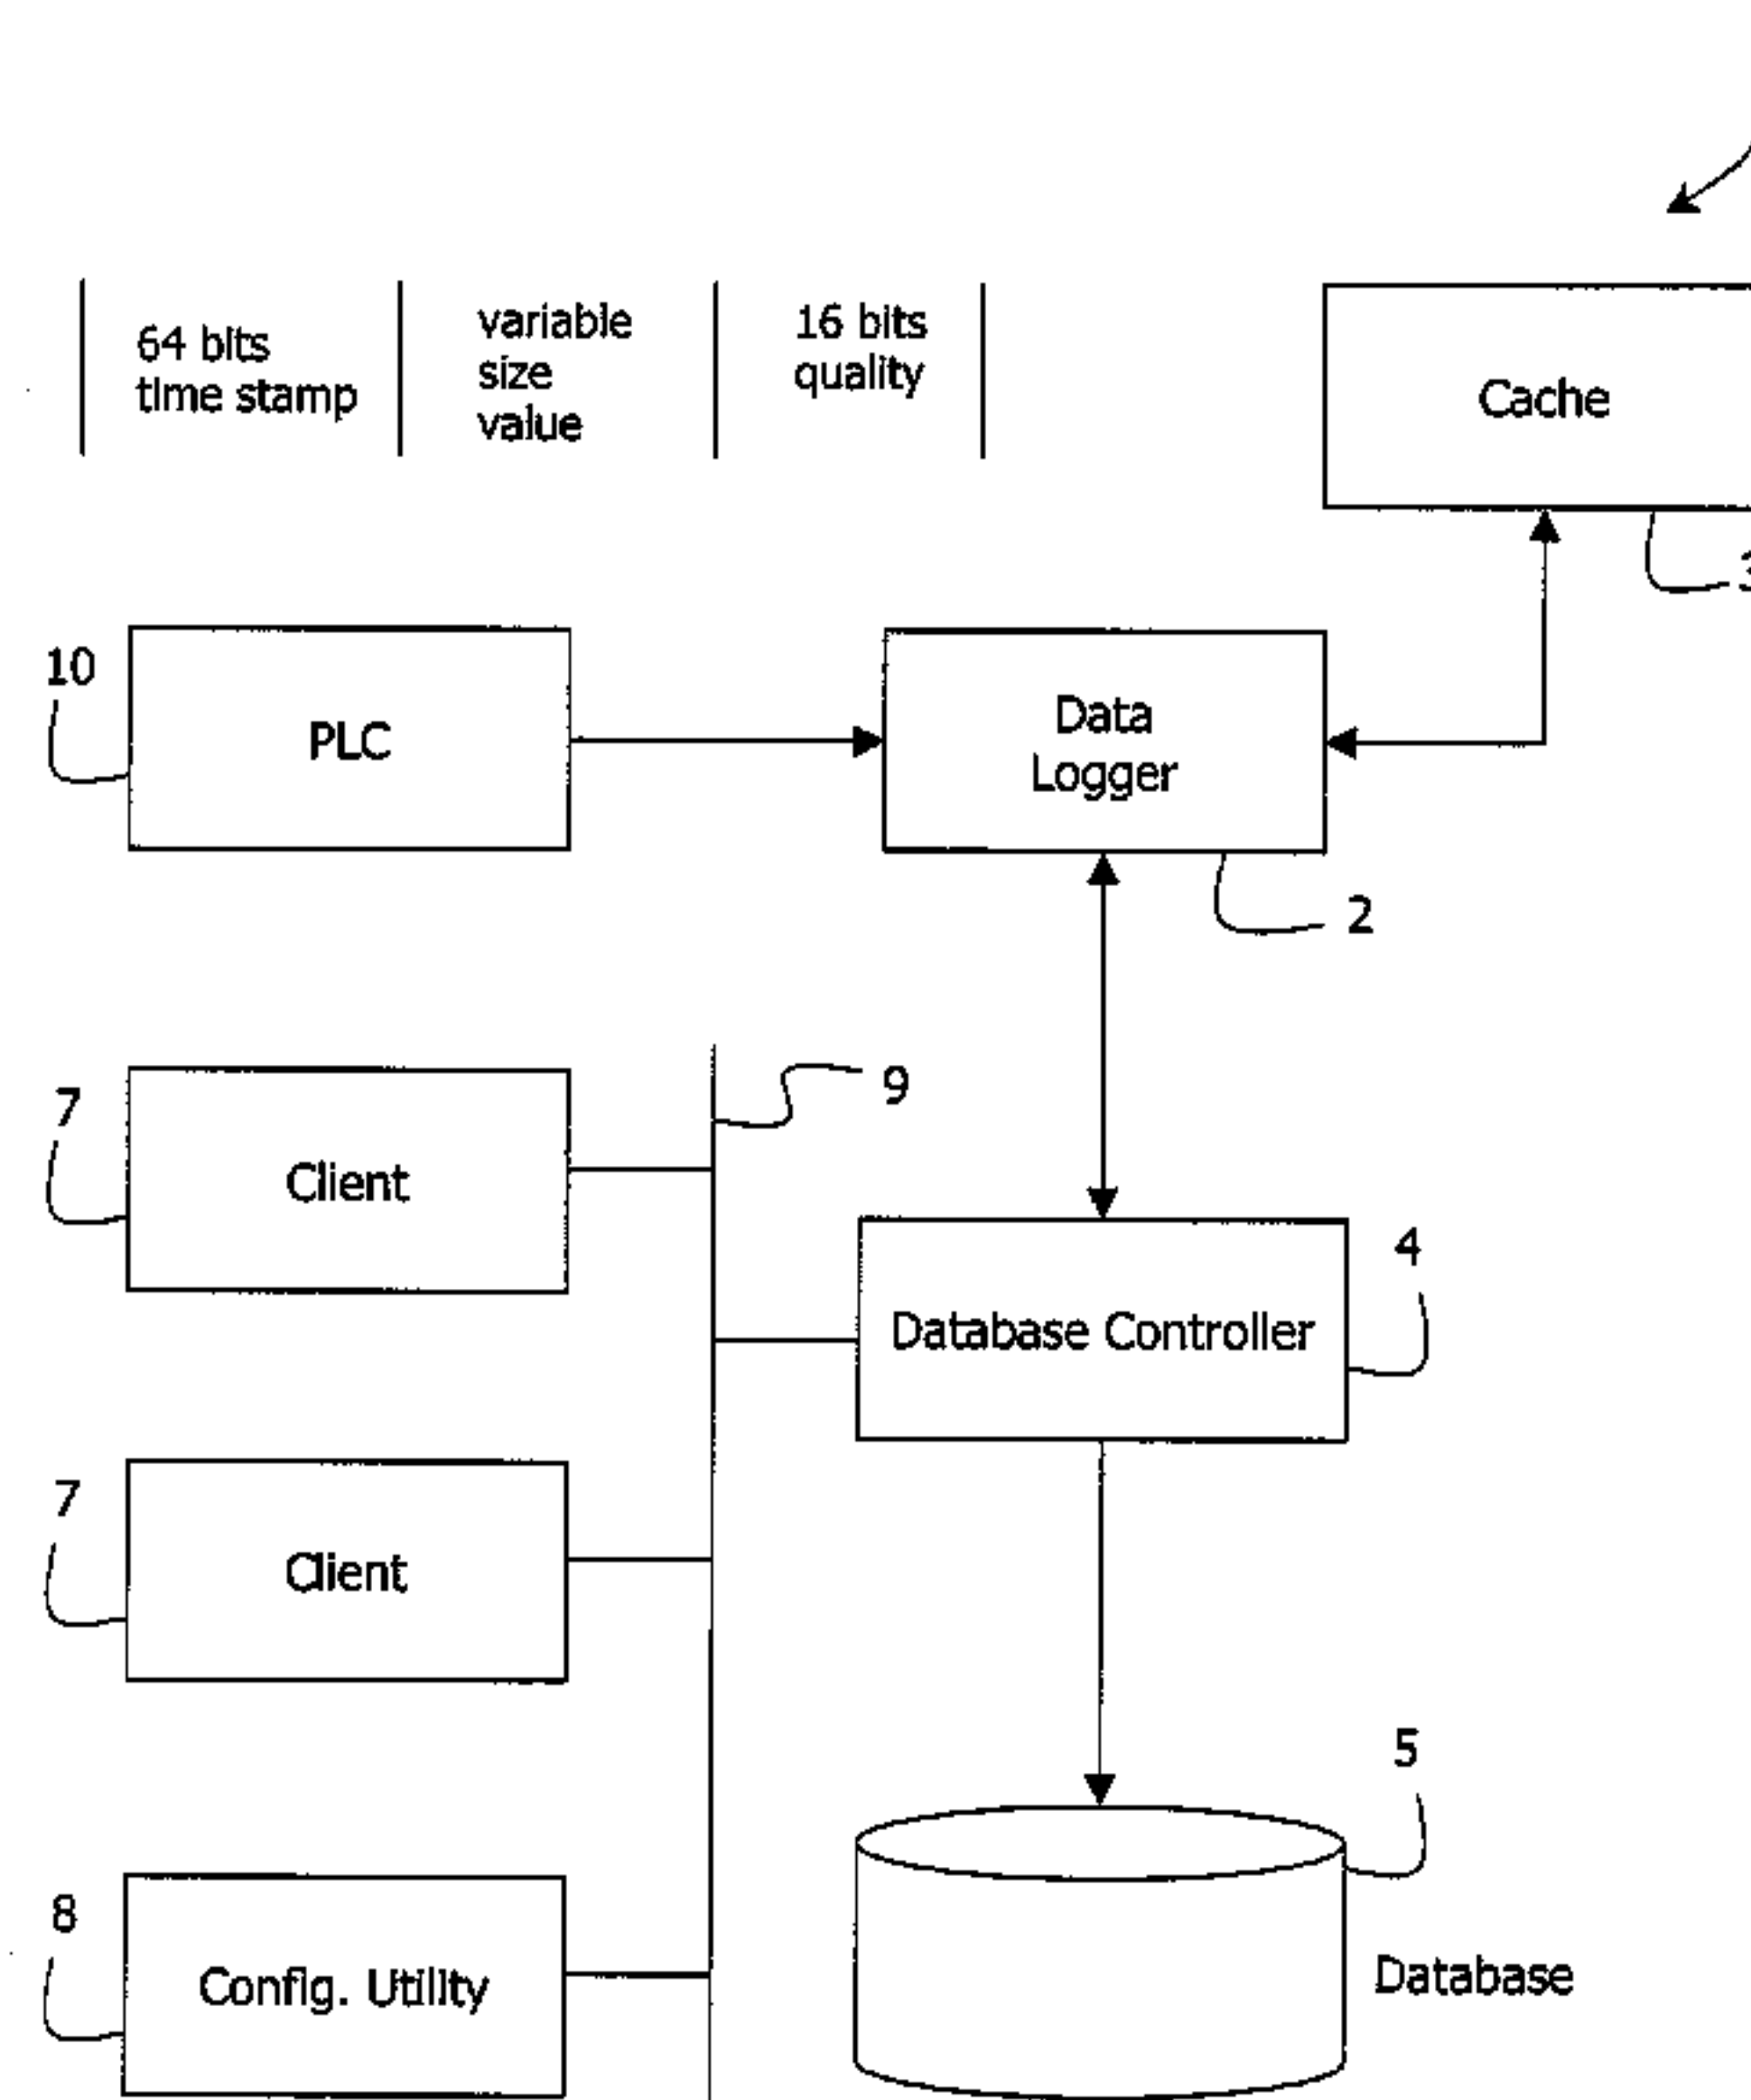 64 bits
time stamp
variable
size
value
16 bits
quality
Cache
3
10
PLC
Data
Logger
2
7
Client
9
4
Database Controller
7
Client
5
8
Config. Utility
Database